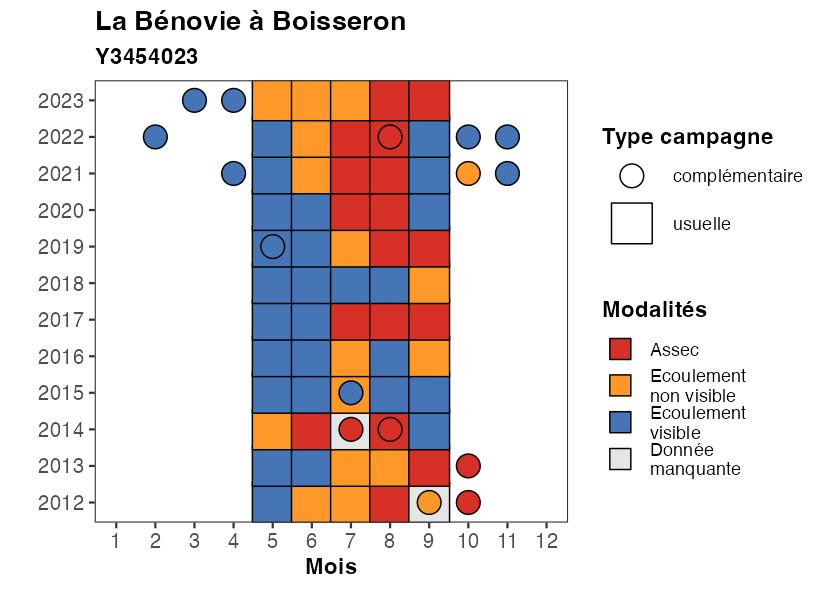 La Bénovie à Boisseron
Y3454023
2023
2022
2021
2020
2019
2018
2017
2016
2015
2014
2013
2012
1 2 3 4 5 6 7 8 9 10 11 12
Mois
Type campagne
complémentaire
usuelle
Modalités
Assec
Ecoulement
non visible
Ecoulement
visible
Donnée
manquante